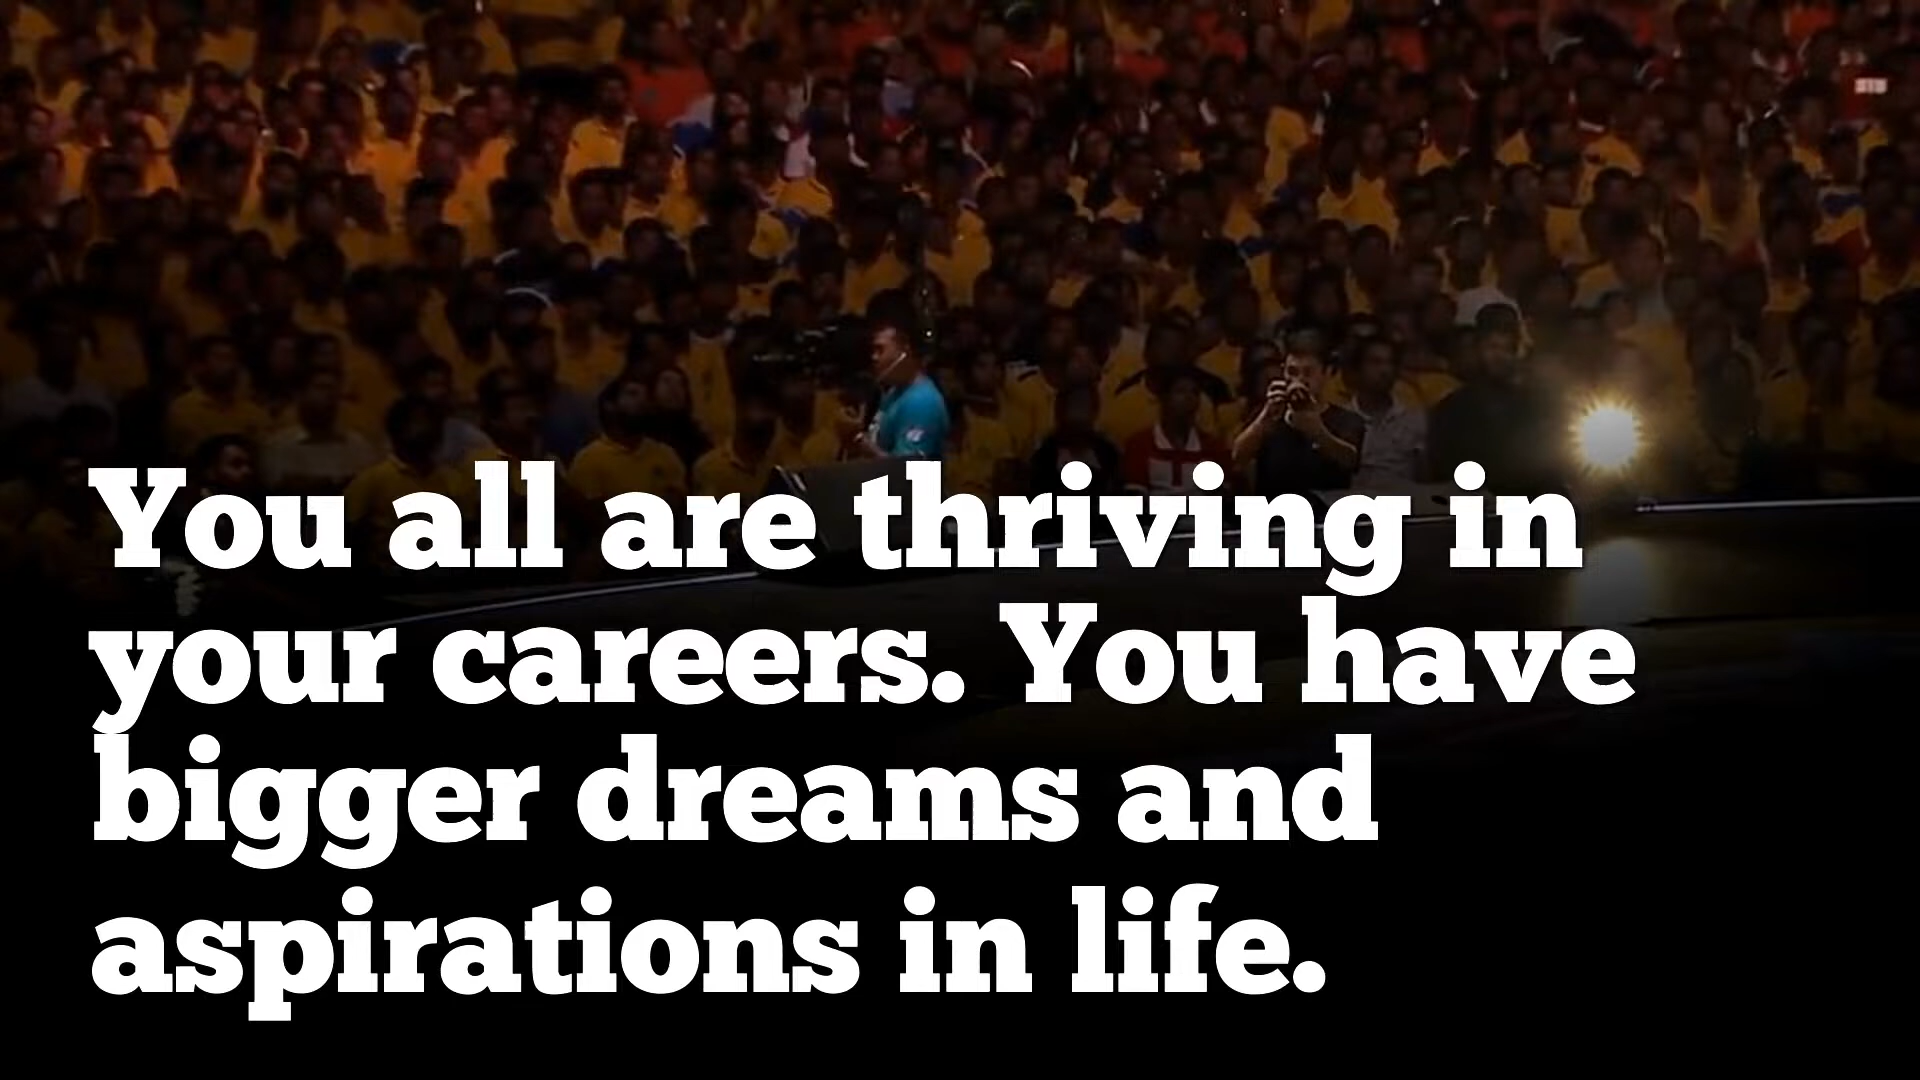 You all are thriving in
your careers. You have
bigger dreams and
aspirations in life.